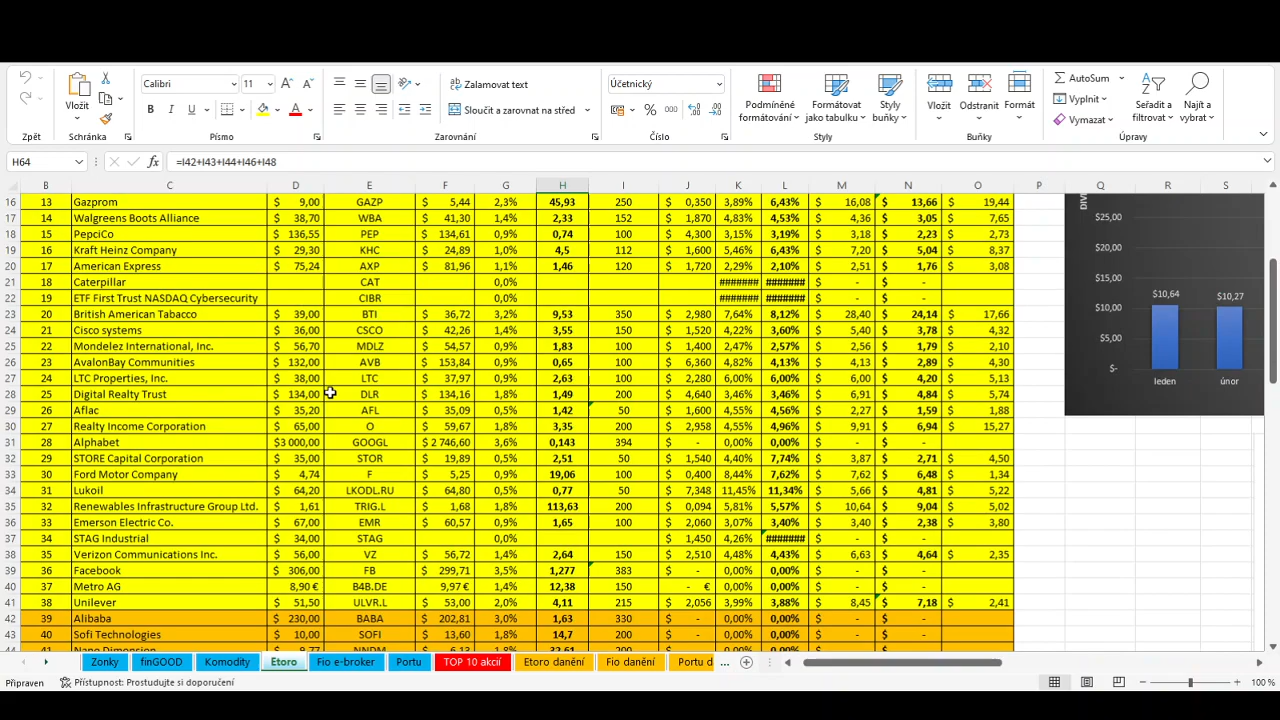 Vložit
Schránka
Zpět
Calibri 11
B I U
Písmo
Zalamovat text
Sloučit a zarovnat na střed
Zarovnání
Účetnický
% 000
Číslo
Podmíněné formátování
Formátovat jako tabulku
Styly buňky
Styly
Vložit Odstranit Formát
Buňky
AutoSum
Vyplnit
Vymazat
Seřadit a filtrovat
Najít a vybrat
Úpravy
H64 fx =I42+I43+I44+I46+I48
B C D E F G H I J K L M N O P Q R S
16 13 Gazprom $ 9,00 GAZP $ 5,44 2,3% 45,93 250 $ 0,350 3,89% 6,43% $ 16,08 $ 13,66 $ 19,44
17 14 Walgreens Boots Alliance $ 38,70 WBA $ 41,30 1,4% 2,33 152 $ 1,870 4,83% 4,53% $ 4,36 $ 3,05 $ 7,65
18 15 PepciCo $ 136,55 PEP $ 134,61 0,9% 0,74 100 $ 4,300 3,15% 3,19% $ 3,18 $ 2,23 $ 2,73
19 16 Kraft Heinz Company $ 29,30 KHC $ 24,89 1,0% 4,5 112 $ 1,600 5,46% 6,43% $ 7,20 $ 5,04 $ 8,37
20 17 American Express $ 75,24 AXP $ 81,96 1,1% 1,46 120 $ 1,720 2,29% 2,10% $ 2,51 $ 1,76 $ 3,08
21 18 Caterpillar CAT 0,0% ####### ####### $ - $ -
22 19 ETF First Trust NASDAQ Cybersecurity CIBR 0,0% ####### ####### $ - $ -
23 20 British American Tabacco $ 39,00 BTI $ 36,72 3,2% 9,53 350 $ 2,980 7,64% 8,12% $ 28,40 $ 24,14 $ 17,66
24 21 Cisco systems $ 36,00 CSCO $ 42,26 1,1% 3,55 150 $ 1,520 4,22% 3,60% $ 5,40 $ 3,78 $ 4,32
25 22 Mondelez International, Inc. $ 56,70 MDLZ $ 54,57 0,9% 1,83 100 $ 1,400 2,47% 2,57% $ 2,56 $ 1,79 $ 2,10
26 23 AvalonBay Communities $ 132,00 AVB $ 153,84 0,9% 0,65 100 $ 6,360 4,82% 4,13% $ 4,13 $ 2,89 $ 4,30
27 24 LTC Properties, Inc. $ 38,00 LTC $ 37,97 0,9% 2,63 100 $ 2,280 6,00% 6,00% $ 6,00 $ 4,20 $ 5,13
28 25 Digital Realty Trust $ 134,00 DLR $ 134,16 1,8% 1,49 200 $ 4,640 3,46% 3,46% $ 6,91 $ 4,84 $ 5,74
29 26 Aflac $ 35,20 AFL $ 35,09 0,5% 1,42 50 $ 1,600 4,55% 4,56% $ 2,27 $ 1,59 $ 1,88
30 27 Realty Income Corporation $ 65,00 O $ 59,67 1,8% 3,35 200 $ 2,958 4,55% 4,96% $ 9,91 $ 6,94 $ 15,27
31 28 Alphabet $3 000,00 GOOGL $ 2 746,60 3,6% 0,143 394 $ - 0,00% 0,00% $ - $ -
32 29 STORE Capital Corporation $ 35,00 STOR $ 19,89 0,5% 2,51 50 $ 1,540 4,40% 7,74% $ 3,87 $ 2,71 $ 4,50
33 30 Ford Motor Company $ 4,74 F $ 5,25 0,9% 19,06 100 $ 0,400 8,44% 7,62% $ 7,62 $ 6,48 $ 1,34
34 31 Lukoil $ 64,20 LKODL.RU $ 64,80 0,5% 0,77 50 $ 7,348 11,45% 11,34% $ 5,66 $ 4,81 $ 5,22
35 32 Renewables Infrastructure Group Ltd. $ 1,61 TRIG.L $ 1,68 1,8% 113,63 200 $ 0,094 5,81% 5,57% $ 10,64 $ 9,04 $ 5,02
36 33 Emerson Electric Co. $ 67,00 EMR $ 60,57 0,9% 1,65 100 $ 2,060 3,07% 3,40% $ 3,40 $ 2,38 $ 3,80
37 34 STAG Industrial $ 34,00 STAG 0,0% $ 1,450 4,26% ####### $ - $ -
38 35 Verizon Communications Inc. $ 56,00 VZ $ 56,72 1,4% 2,64 150 $ 2,510 4,48% 4,43% $ 6,63 $ 4,64 $ 2,35
39 36 Facebook $ 306,00 FB $ 299,71 3,5% 1,277 383 $ - 0,00% 0,00% $ - $ -
40 37 Metro AG 8,90 € B4B.DE 9,97 € 1,4% 12,38 150 - € 0,00% 0,00% $ - $ -
41 38 Unilever $ 51,50 ULVR.L $ 53,00 2,0% 4,11 215 $ 2,056 3,99% 3,88% $ 8,45 $ 7,18 $ 2,41
42 39 Alibaba $ 230,00 BABA $ 202,81 3,0% 1,63 330 $ - 0,00% 0,00% $ - $ -
43 40 Sofi Technologies $ 10,00 SOFI $ 13,60 1,8% 14,7 200 $ - 0,00% 0,00% $ - $ -
DIVI
$25,00
$20,00
$15,00
$10,00
$5,00
$-
$10,64 $10,27
leden únor
Zonky finGOOD Komodity Etoro Fio e-broker Portu TOP 10 akcií Etoro danění Fio danění Portu d ...
Připraven Přístupnost: Prostudujte si doporučení 100 %